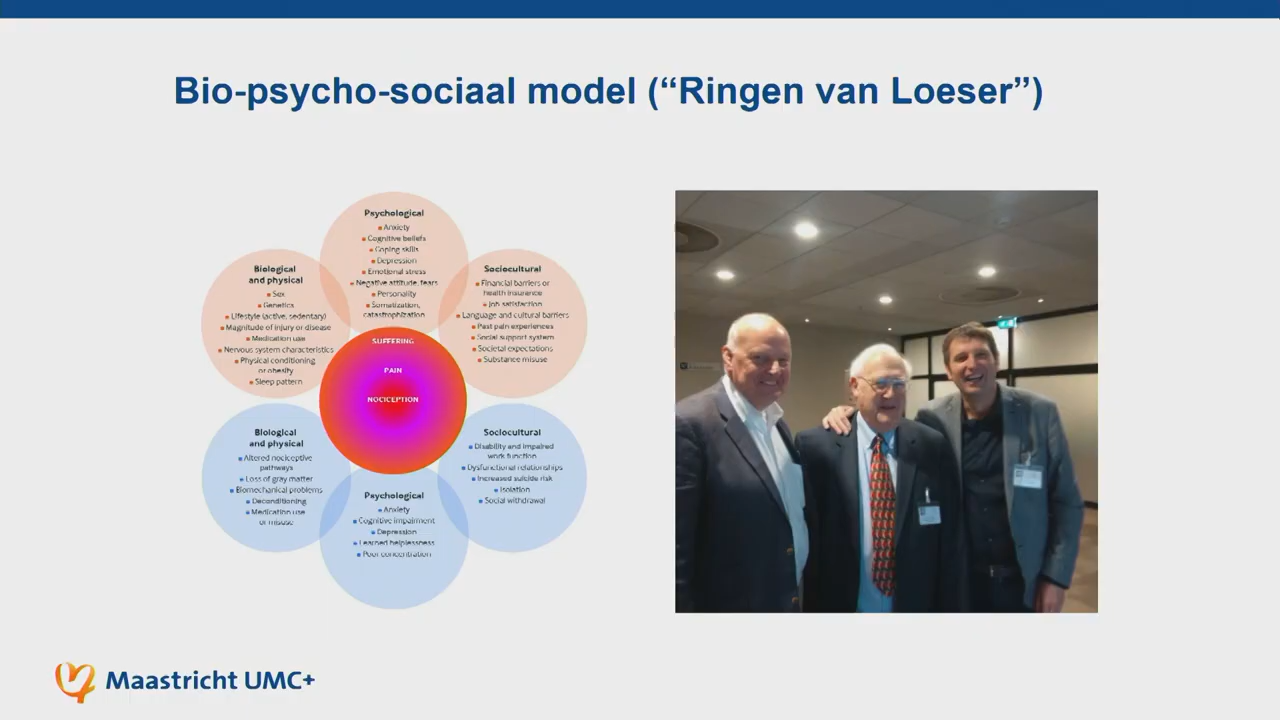 Bio-psycho-sociaal model (“Ringen van Loeser”)
Psychological
Anxiety
Cognitive beliefs
Coping skills
Depression
Emotional stress
Negative attitude, fears
Personality
Somatization,
catastrophization
Biological
and physical
Sex
Genetics
Lifestyle (active, sedentary)
Magnitude of injury or disease
Medication use
Nervous system characteristics
Physical conditioning
or obesity
Sleep pattern
Sociocultural
Financial barriers or
health insurance
Job satisfaction
Language and cultural barriers
Past pain experiences
Social support system
Societal expectations
Substance misuse
SUFFERING
PAIN
NOCICEPTION
Biological
and physical
Altered nociceptive
pathways
Loss of gray matter
Biomechanical problems
Deconditioning
Medication use
or misuse
Psychological
Anxiety
Cognitive impairment
Depression
Learned helplessness
Poor concentration
Sociocultural
Disability and impaired
work function
Dysfunctional relationships
Increased suicide risk
Isolation
Social withdrawal
Maastricht UMC+